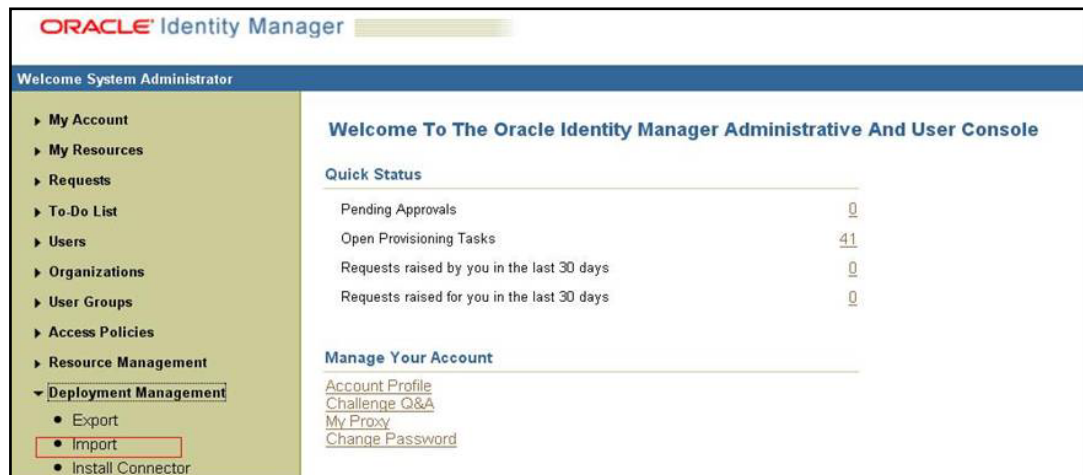 ORACLE Identity Manager
Welcome System Administrator
My Account
My Resources
Requests
To-Do List
Users
Organizations
User Groups
Access Policies
Resource Management
Deployment Management
Export
Import
Install Connector
Welcome To The Oracle Identity Manager Administrative And User Console
Quick Status
Pending Approvals 0
Open Provisioning Tasks 41
Requests raised by you in the last 30 days 0
Requests raised for you in the last 30 days 0
Manage Your Account
Account Profile
Challenge Q&A
My Proxy
Change Password